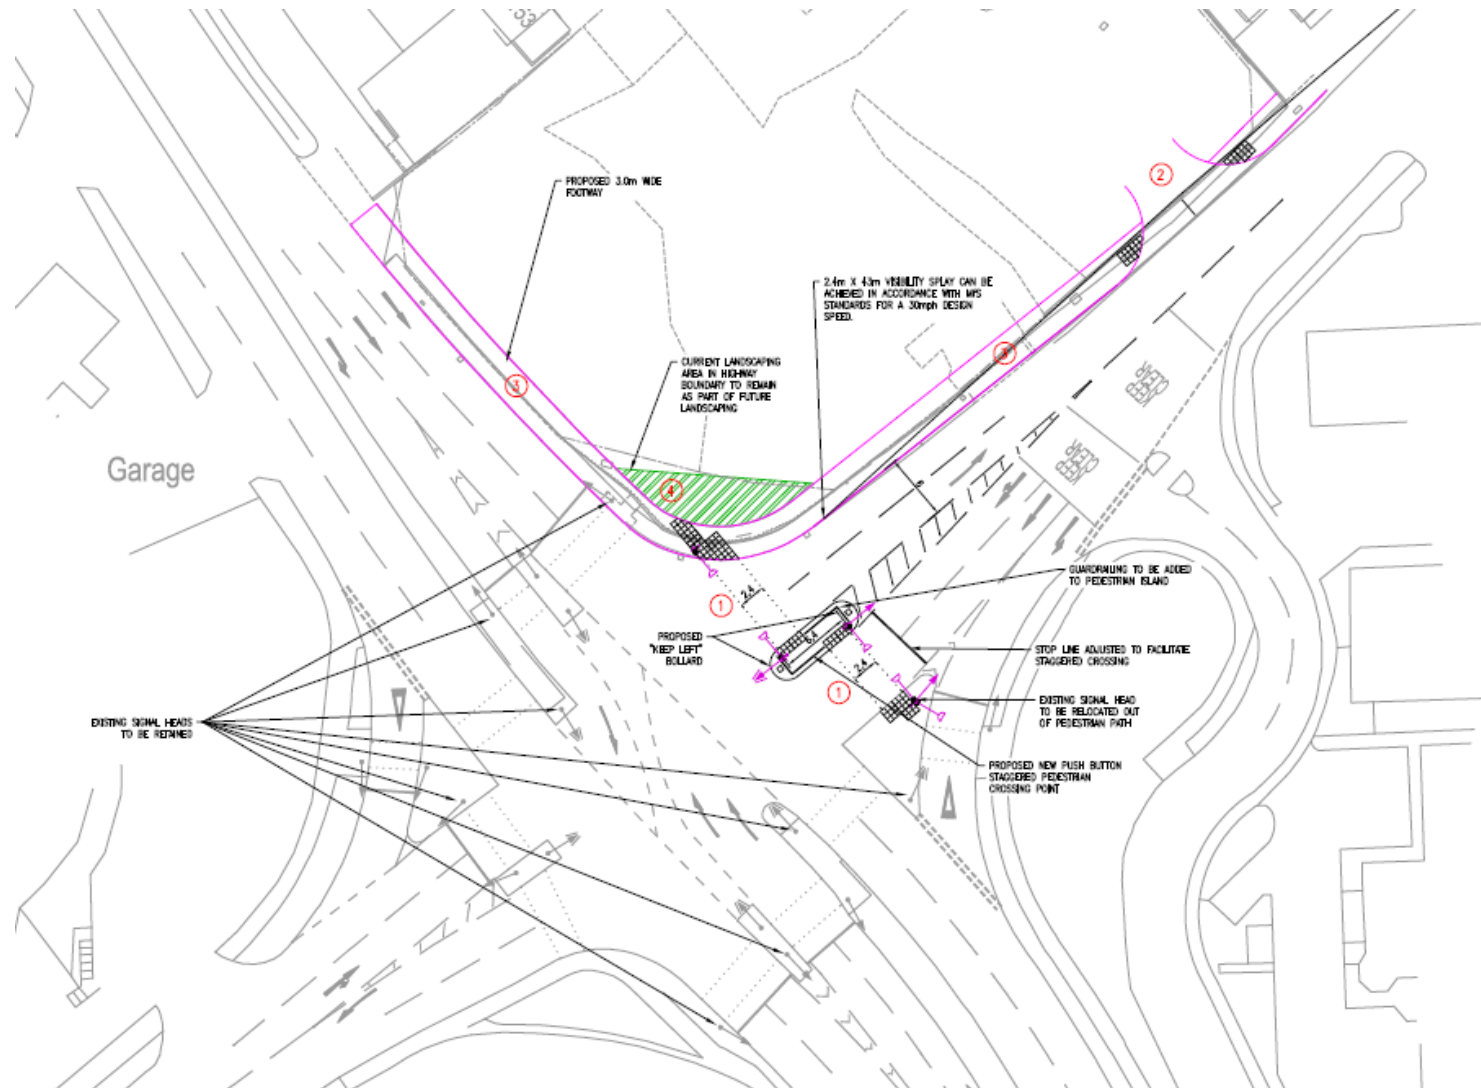 53
PROPOSED 3.0m WIDE
FOOTWAY
2
2.4m X 43m VISIBILITY SPLAY CAN BE
ACHIEVED IN ACCORDANCE WITH MfS
STANDARDS FOR A 30mph DESIGN
SPEED.
CURRENT LANDSCAPING
AREA IN HIGHWAY
BOUNDARY TO REMAIN
AS PART OF FUTURE
LANDSCAPING
3
KEEP
CLEAR
Garage
KEEP
CLEAR
4
GUARDRAILING TO BE ADDED
TO PEDESTRIAN ISLAND
1
2.4
PROPOSED
"KEEP LEFT"
BOLLARD
2.4
STOP LINE ADJUSTED TO FACILITATE
STAGGERED CROSSING
1
EXISTING SIGNAL HEAD
TO BE RELOCATED OUT
OF PEDESTRIAN PATH
EXISTING SIGNAL HEADS
TO BE RETAINED
PROPOSED NEW PUSH BUTTON
STAGGERED PEDESTRIAN
CROSSING POINT